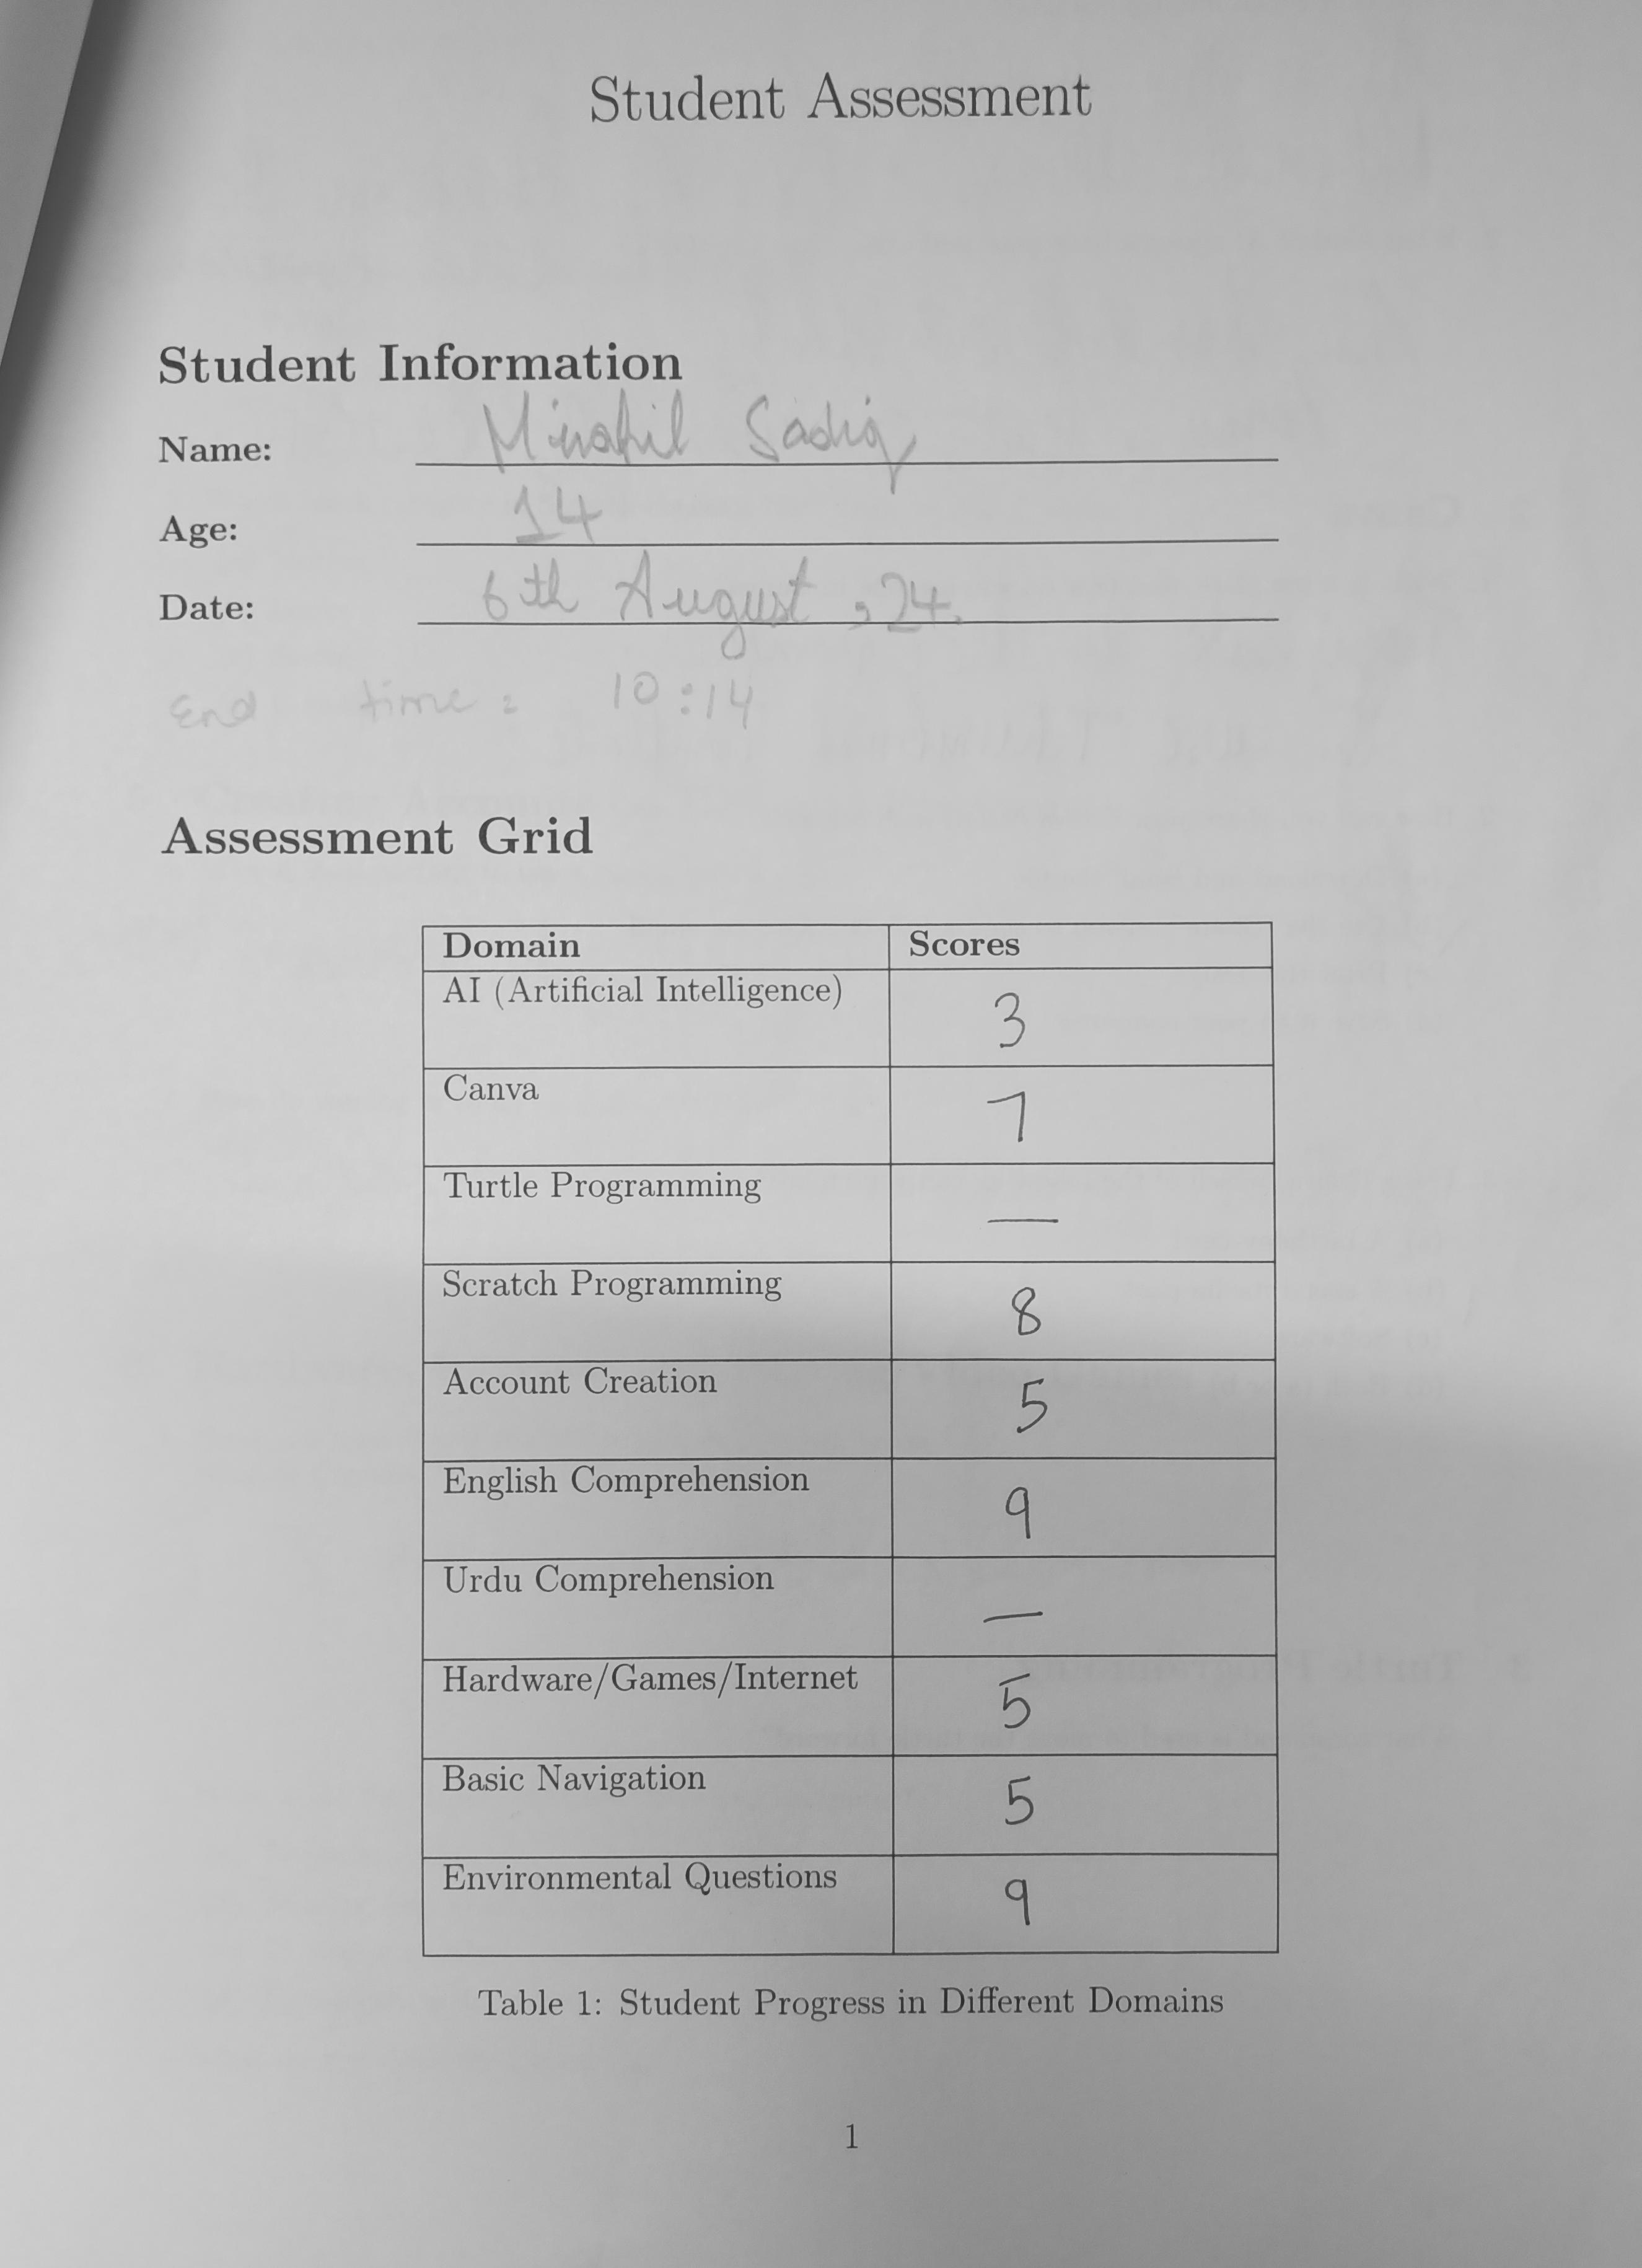 Student Assessment
Student Information
Name: Minahil Sadiq
Age: 14
Date: 6th August, 24.
End time: 10:14
Assessment Grid
Domain Scores
AI (Artificial Intelligence) 3
Canva 7
Turtle Programming —
Scratch Programming 8
Account Creation 5
English Comprehension 9
Urdu Comprehension —
Hardware/Games/Internet 5
Basic Navigation 5
Environmental Questions 9
Table 1: Student Progress in Different Domains
1